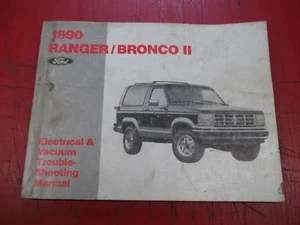 1990
RANGER/BRONCO II
Ford
Electrical &
Vacuum
Trouble-
Shooting
Manual